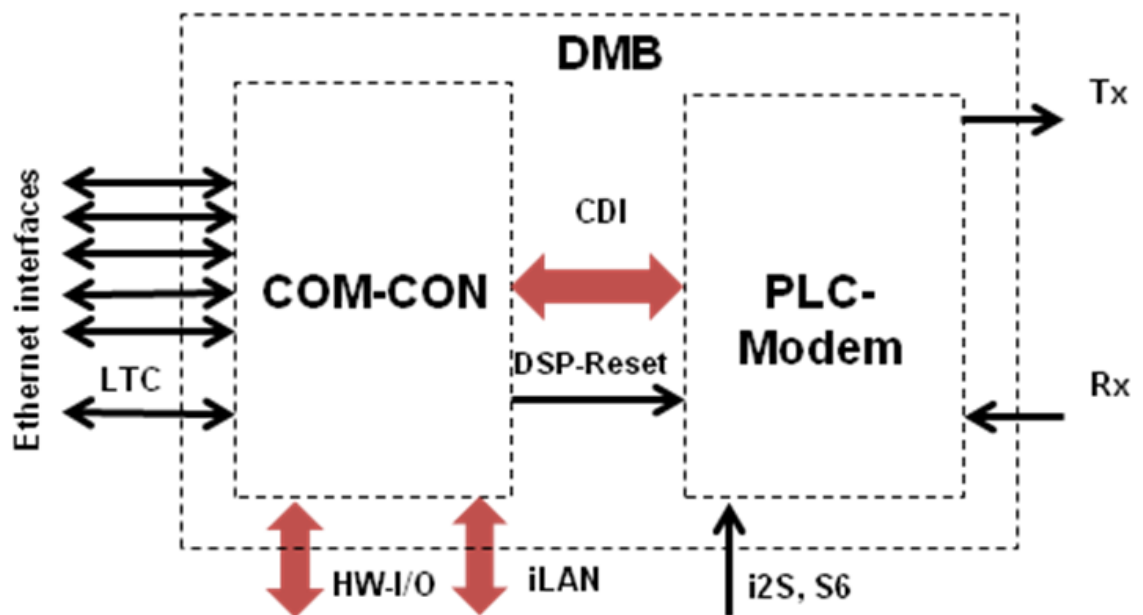 DMB
Tx
Ethernet interfaces
CDI
COM-CON
PLC-
Modem
DSP-Reset
LTC
Rx
HW-I/O
iLAN
i2S, S6